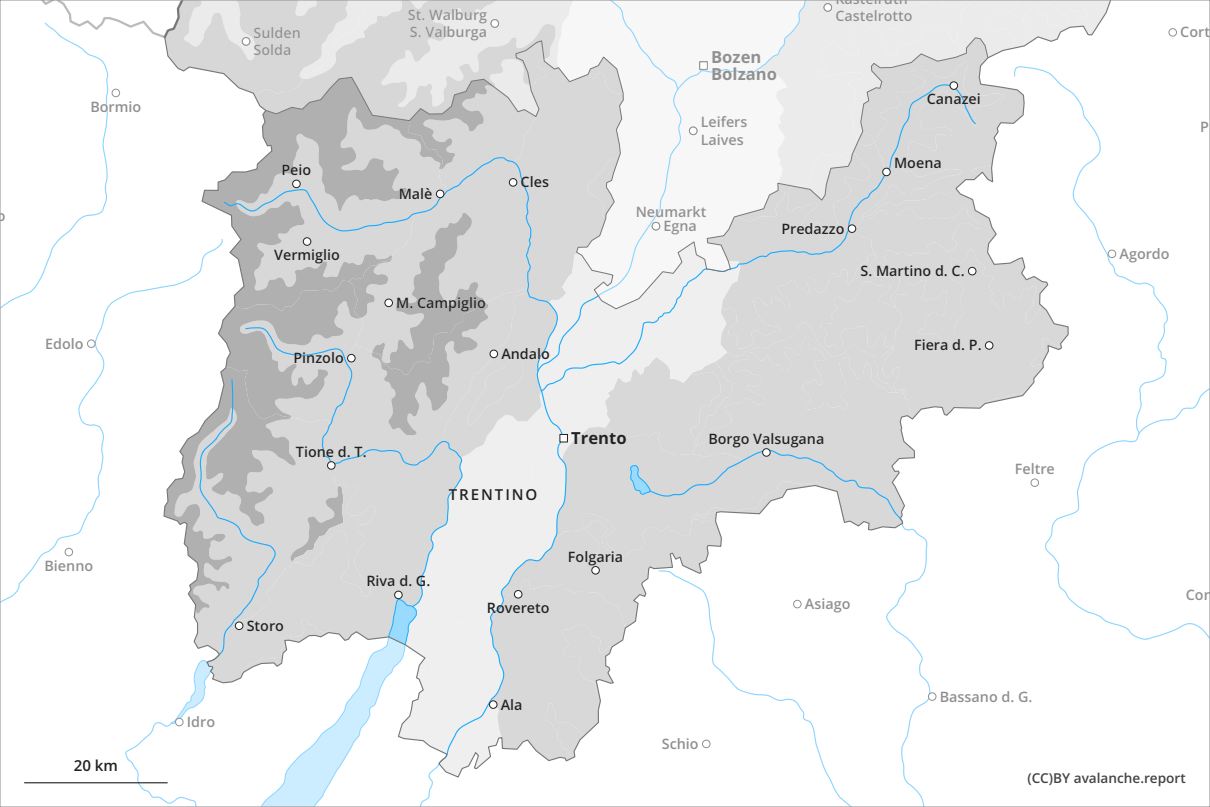 Kastelruth
Castelrotto
St. Walburg
S. Valburga
Sulden
Solda
Cort
Bozen
Bolzano
Bormio
Canazei
Leifers
Laives
P
Moena
Peio
Malè
Cles
Neumarkt
Egna
Predazzo
Vermiglio
Agordo
S. Martino d. C.
M. Campiglio
Edolo
Pinzolo
Andalo
Fiera d. P.
Trento
Borgo Valsugana
Tione d. T.
Feltre
TRENTINO
Folgaria
Bienno
Riva d. G.
Cor
Rovereto
Asiago
Storo
Bassano d. G.
Ala
Idro
Schio
20 km
(CC)BY avalanche.report